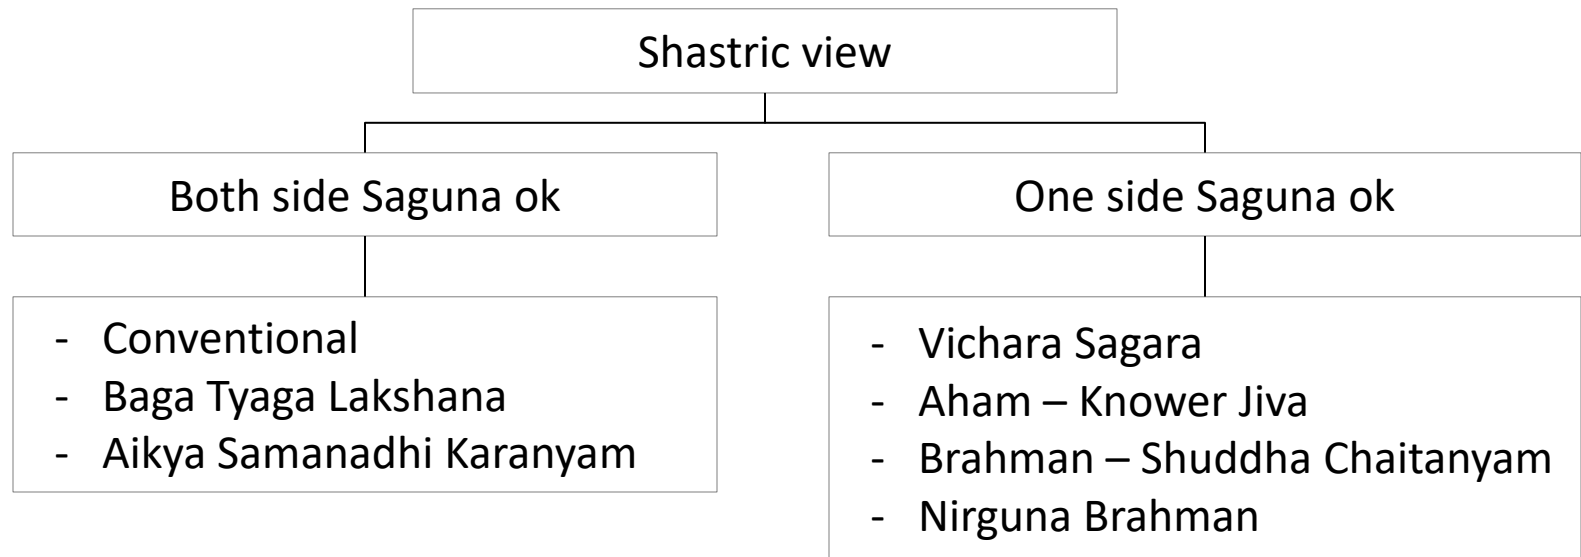 Shastric view
Both side Saguna ok
One side Saguna ok
- Conventional
- Baga Tyaga Lakshana
- Aikya Samanadhi Karanyam
- Vichara Sagara
- Aham – Knower Jiva
- Brahman – Shuddha Chaitanyam
- Nirguna Brahman